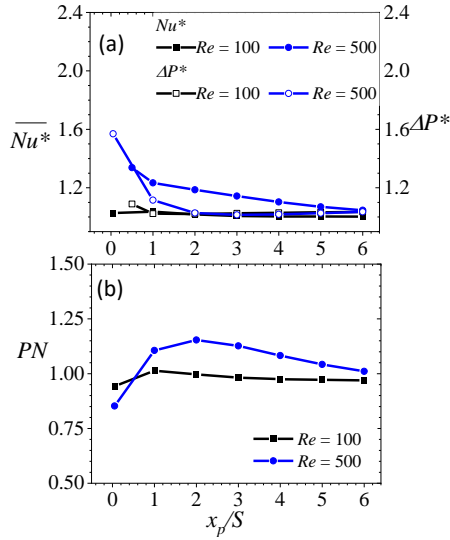 (a)
Nu*
Re = 100 Re = 500
ΔP*
Re = 100 Re = 500
2.4 2.4
2.0 2.0
Nu* 1.6 1.6 ΔP*
1.2 1.2
0 1 2 3 4 5 6
(b)
1.50
1.25
PN 1.00
0.75
0.50
Re = 100
Re = 500
0 1 2 3 4 5 6
xp/S